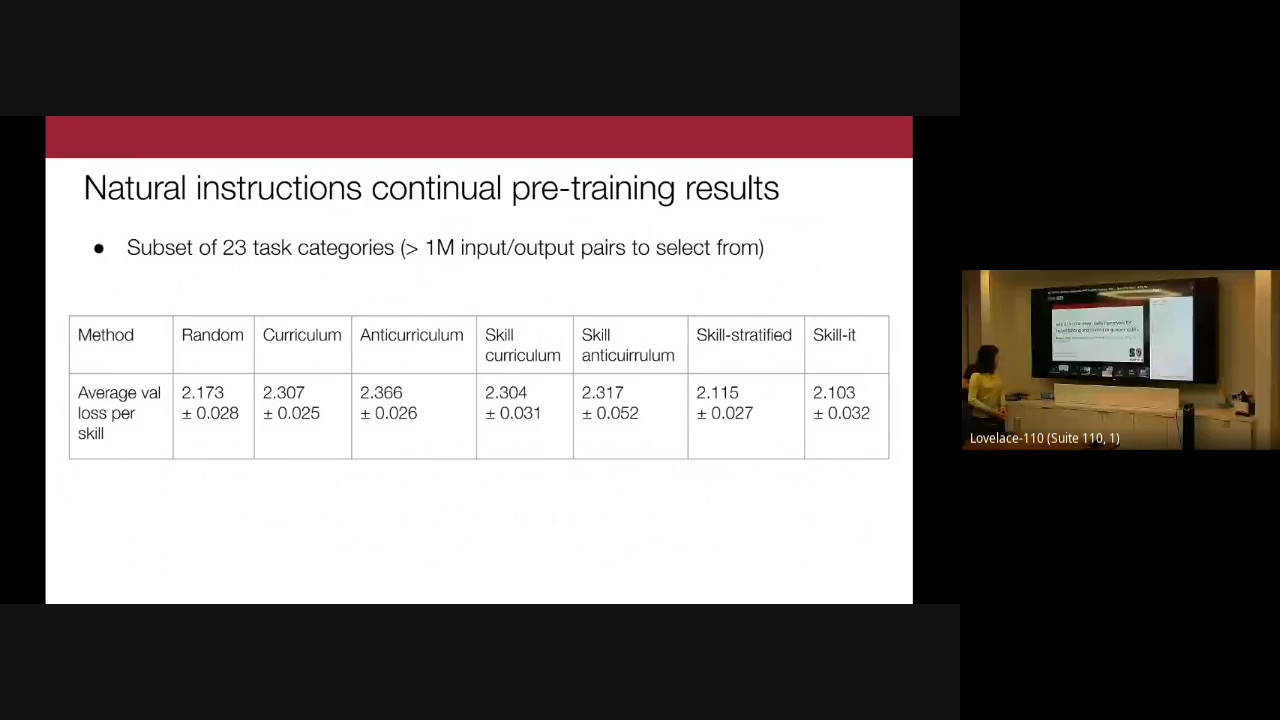 Natural instructions continual pre-training results
● Subset of 23 task categories (> 1M input/output pairs to select from)
Method Random Curriculum Anticurriculum Skill curriculum Skill anticuirrulum Skill-stratified Skill-it
Average val loss per skill 2.173 ± 0.028 2.307 ± 0.025 2.366 ± 0.026 2.304 ± 0.031 2.317 ± 0.052 2.115 ± 0.027 2.103 ± 0.032
Lovelace-110 (Suite 110, 1)